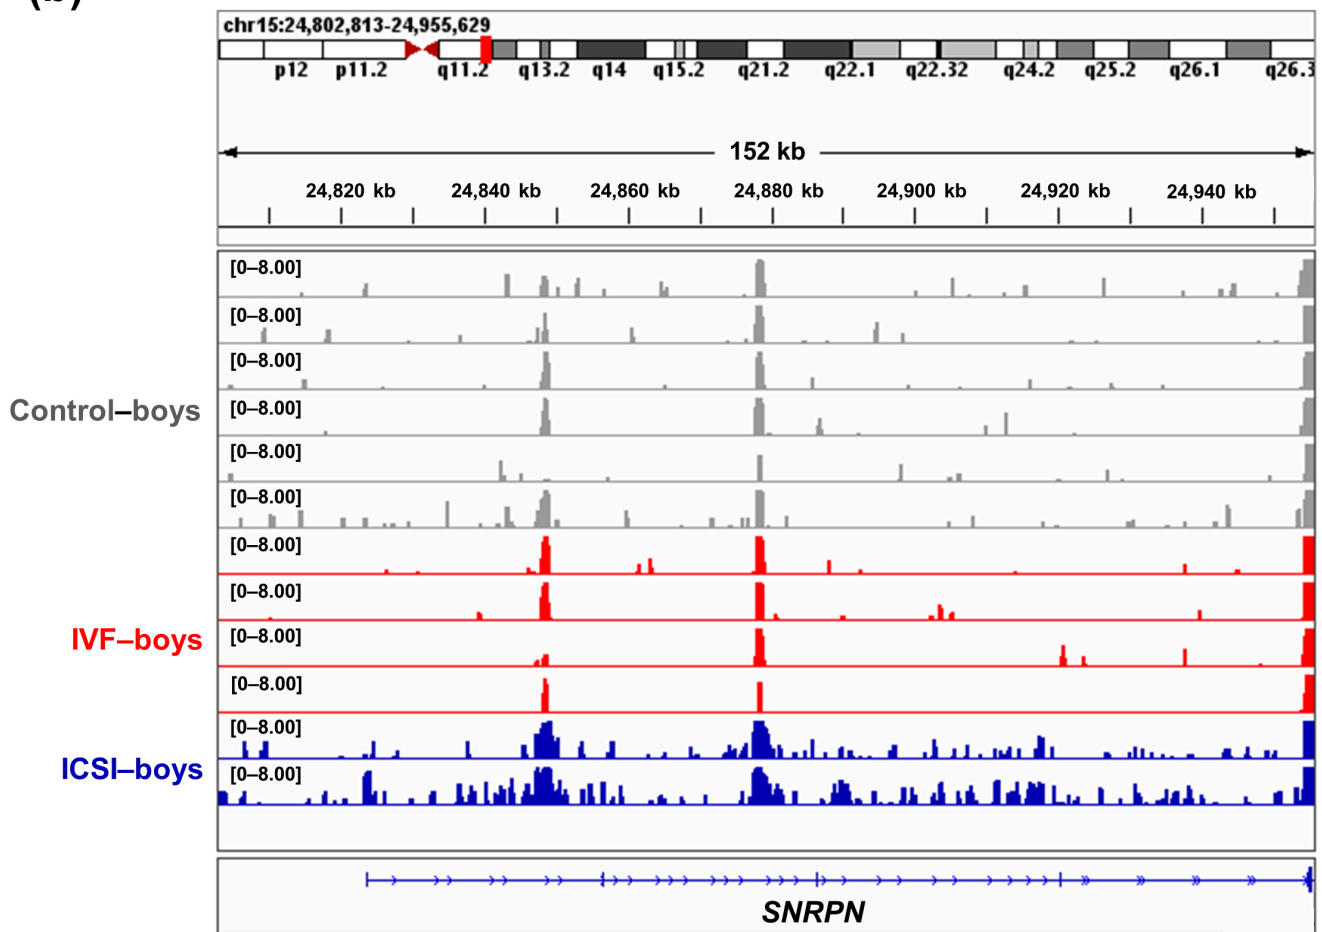 (b)
chr15:24,802,813-24,955,629
p12 p11.2 q11.2 q13.2 q14 q15.2 q21.2 q22.1 q22.32 q24.2 q25.2 q26.1 q26.3
152 kb
24,820 kb 24,840 kb 24,860 kb 24,880 kb 24,900 kb 24,920 kb 24,940 kb
[0–8.00]
[0–8.00]
[0–8.00]
Control–boys [0–8.00]
[0–8.00]
[0–8.00]
[0–8.00]
[0–8.00]
IVF–boys [0–8.00]
[0–8.00]
[0–8.00]
ICSI–boys [0–8.00]
SNRPN